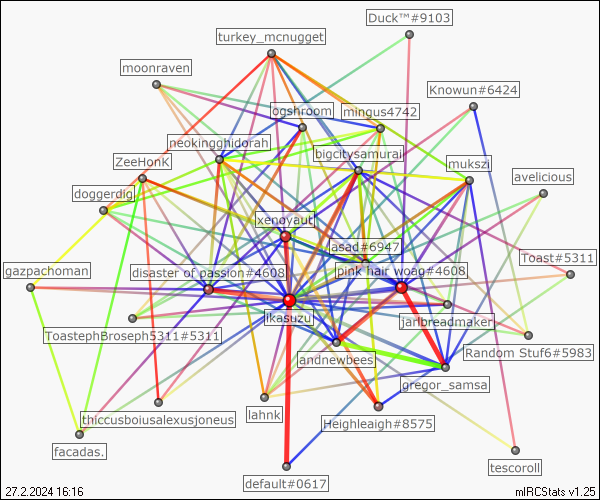 Duck™#9103
turkey_mcnugget
moonraven
Knowun#6424
ogshroom
mingus4742
neokingghidorah
bigcitysamurai
ZeeHonk
mukszi
avelicious
doggerdig
xenoyaut
asad#6947
Toast#5311
gazpachoman
disaster of passion#4608
pink hair woag#4608
jikasuzu
jarlbreadmaker
ToastephBroseph5311#5311
Random Stuf6#5983
andnewbees
gregor_samsa
lahnk
thiccusboiusalexusjoneus
Heighleaigh#8575
facadas.
tescoroll
default#0617
27.2.2024 16:16
mIRCStats v1.25